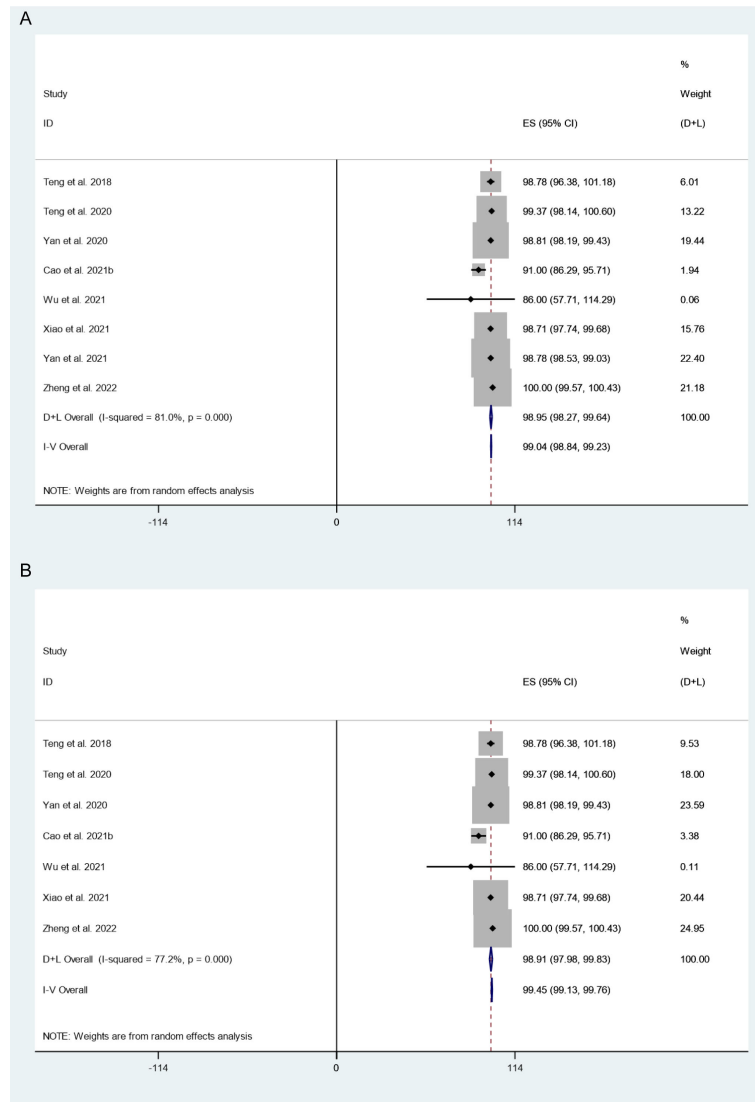 A
%
Study Weight
ID ES (95% CI) (D+L)
Teng et al. 2018 98.78 (96.38, 101.18) 6.01
Teng et al. 2020 99.37 (98.14, 100.60) 13.22
Yan et al. 2020 98.81 (98.19, 99.43) 19.44
Cao et al. 2021b 91.00 (86.29, 95.71) 1.94
Wu et al. 2021 86.00 (57.71, 114.29) 0.06
Xiao et al. 2021 98.71 (97.74, 99.68) 15.76
Yan et al. 2021 98.78 (98.53, 99.03) 22.40
Zheng et al. 2022 100.00 (99.57, 100.43) 21.18
D+L Overall (I-squared = 81.0%, p = 0.000) 98.95 (98.27, 99.64) 100.00
I-V Overall 99.04 (98.84, 99.23)
NOTE: Weights are from random effects analysis
-114 0 114
B
%
Study Weight
ID ES (95% CI) (D+L)
Teng et al. 2018 98.78 (96.38, 101.18) 9.53
Teng et al. 2020 99.37 (98.14, 100.60) 18.00
Yan et al. 2020 98.81 (98.19, 99.43) 23.59
Cao et al. 2021b 91.00 (86.29, 95.71) 3.38
Wu et al. 2021 86.00 (57.71, 114.29) 0.11
Xiao et al. 2021 98.71 (97.74, 99.68) 20.44
Zheng et al. 2022 100.00 (99.57, 100.43) 24.95
D+L Overall (I-squared = 77.2%, p = 0.000) 98.91 (97.98, 99.83) 100.00
I-V Overall 99.45 (99.13, 99.76)
NOTE: Weights are from random effects analysis
-114 0 114